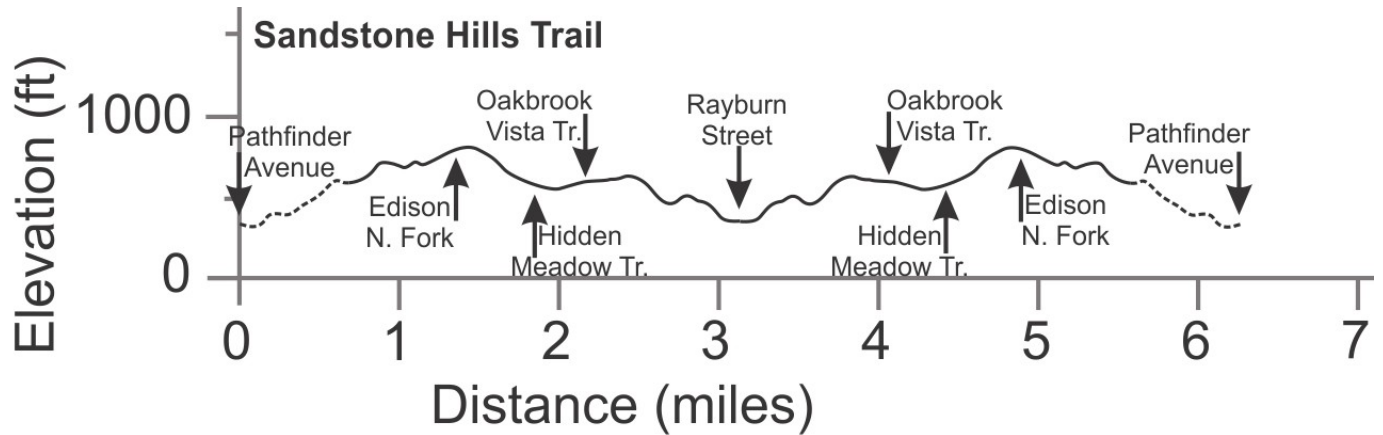 Sandstone Hills Trail
Elevation (ft)
1000
0
Pathfinder
Avenue
Edison
N. Fork
Oakbrook
Vista Tr.
Hidden
Meadow Tr.
Rayburn
Street
Oakbrook
Vista Tr.
Hidden
Meadow Tr.
Edison
N. Fork
Pathfinder
Avenue
0 1 2 3 4 5 6 7
Distance (miles)